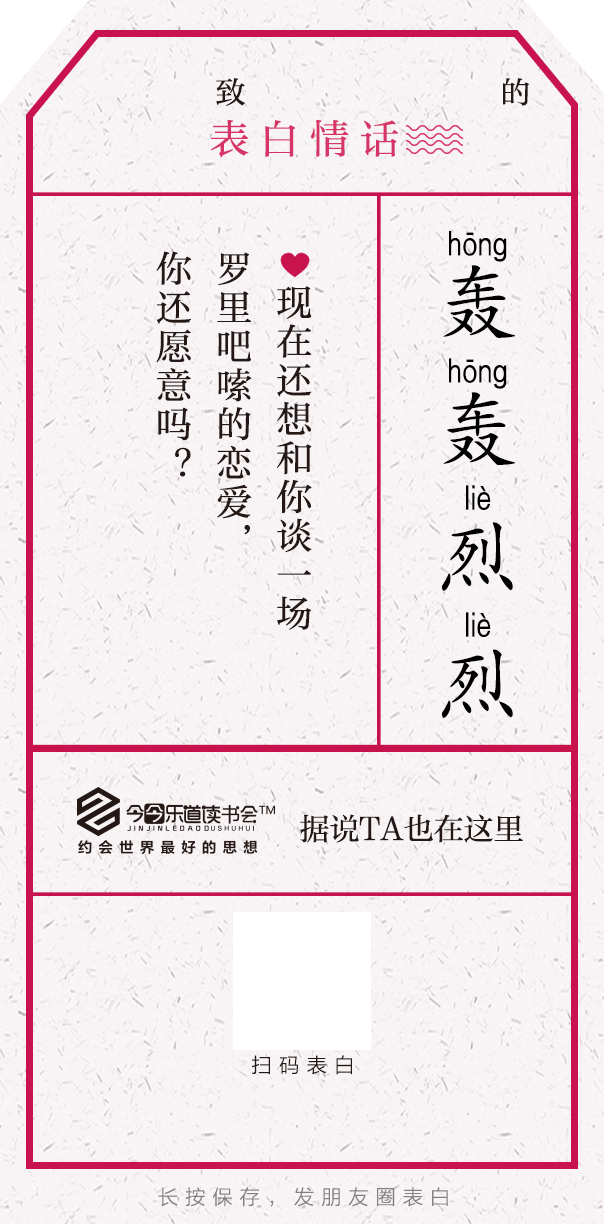 致 的
表白情话
hōng
轰
hōng
轰
liè
烈
liè
烈
现在还想和你谈一场
罗里吧嗦的恋爱，
你还愿意吗？
今今乐道读书会TM
JINJINLEDAODUSHUHUI
约会世界最好的思想
据说TA也在这里
扫码表白
长按保存，发朋友圈表白